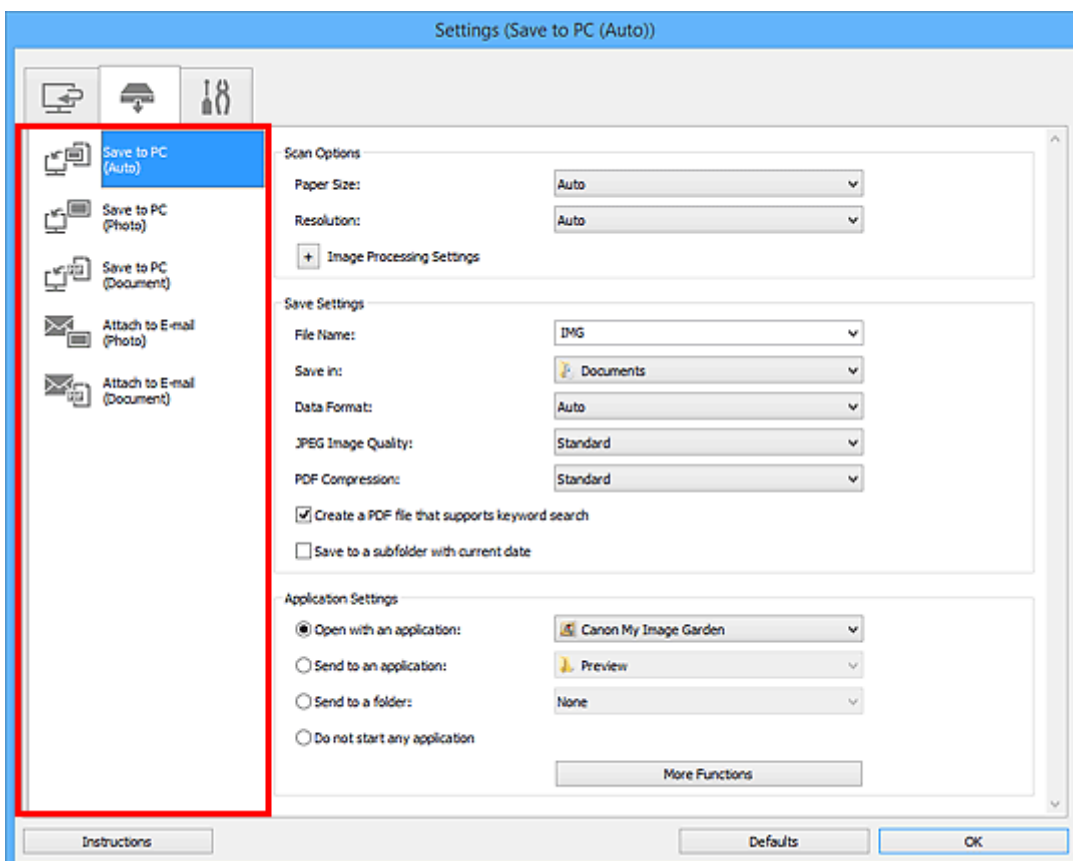 Settings (Save to PC (Auto))
Save to PC
(Auto)
Save to PC
(Photo)
Save to PC
(Document)
Attach to E-mail
(Photo)
Attach to E-mail
(Document)
Scan Options
Paper Size: Auto
Resolution: Auto
+ Image Processing Settings
Save Settings
File Name: IMG
Save in: Documents
Data Format: Auto
JPEG Image Quality: Standard
PDF Compression: Standard
Create a PDF file that supports keyword search
Save to a subfolder with current date
Application Settings
Open with an application: Canon My Image Garden
Send to an application: Preview
Send to a folder: None
Do not start any application
More Functions
Instructions Defaults OK